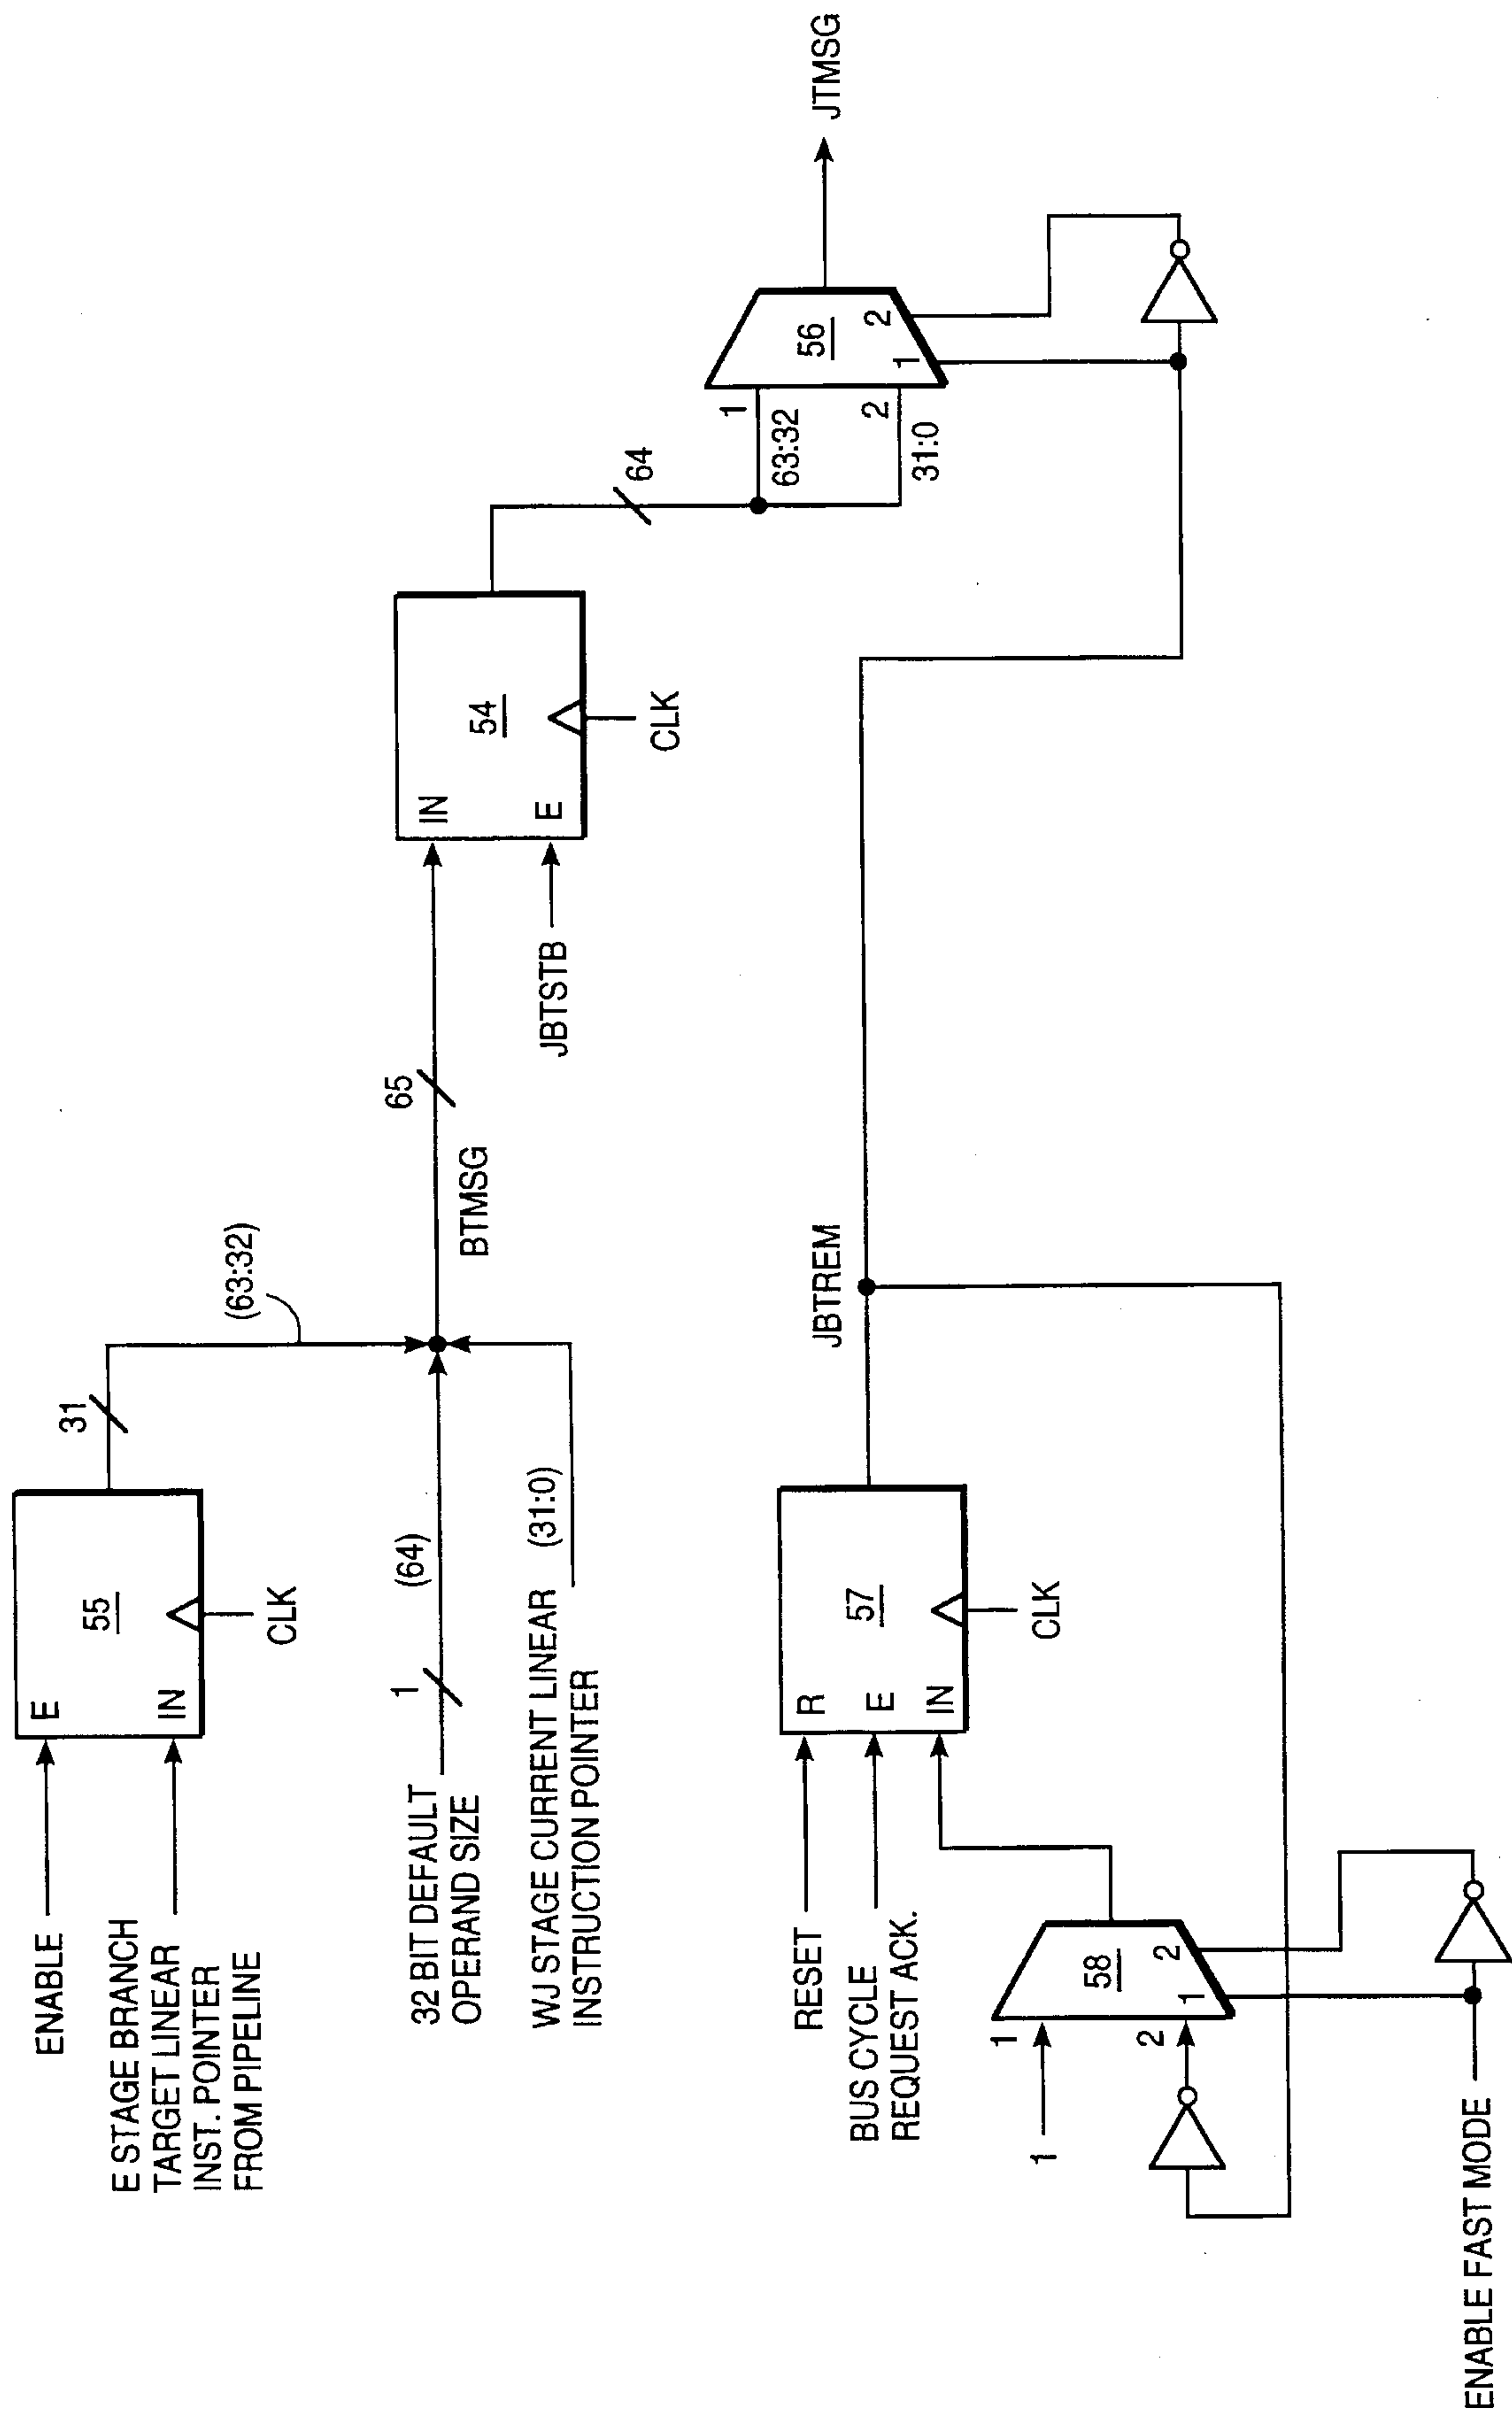 ENABLE
E
55
CLK
IN
E STAGE BRANCH
TARGET LINEAR
INST. POINTER
FROM PIPELINE
31
(63:32)
32 BIT DEFAULT
OPERAND SIZE
1
(64)
WJ STAGE CURRENT LINEAR
INSTRUCTION POINTER
(31:0)
BTMSG
65
IN
E
54
CLK
JBTSTB
64
1
63:32
2
31:0
56
1
2
JTMSG
RESET
BUS CYCLE
REQUEST ACK.
R
E
IN
57
CLK
JBTREM
1
1
2
58
1
2
ENABLE FAST MODE